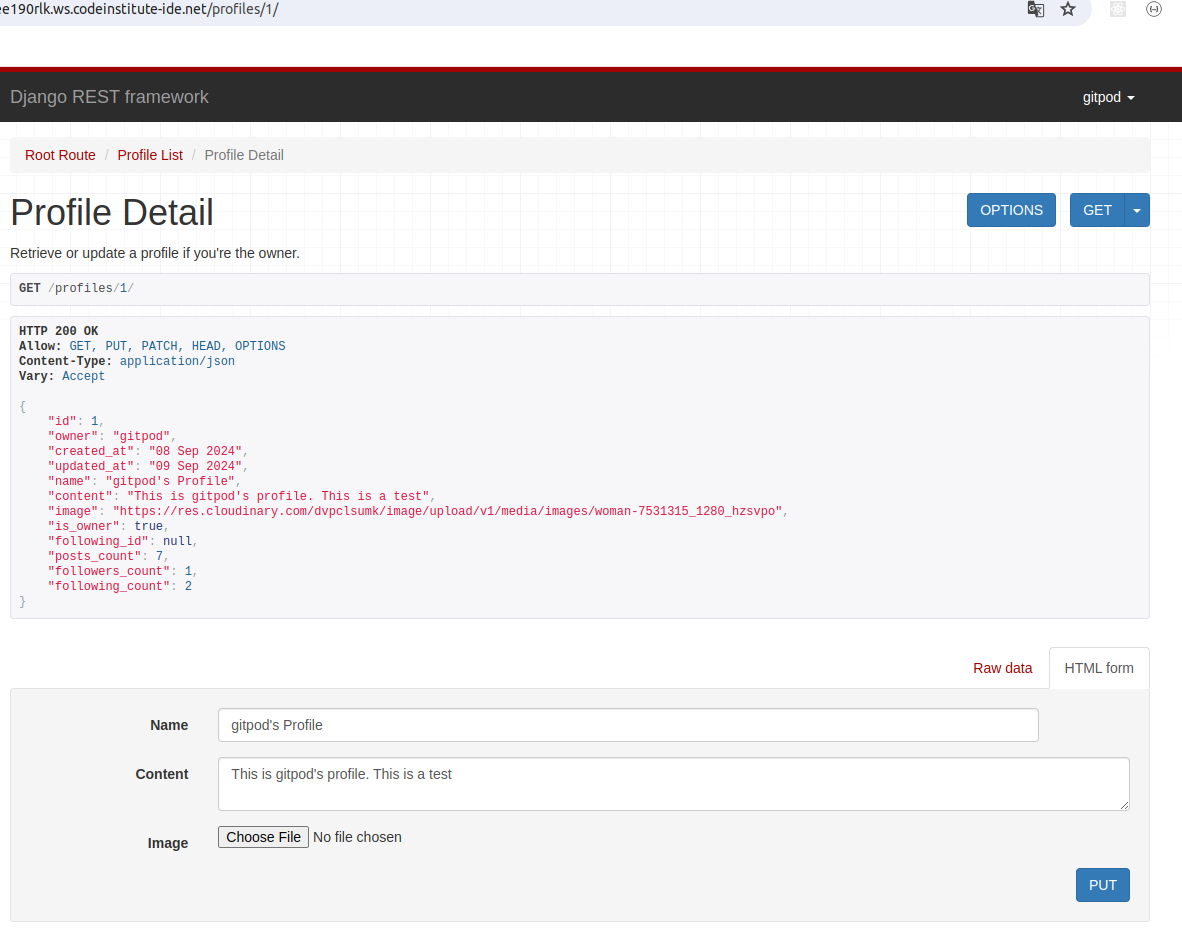 ee190rlk.ws.codeinstitute-ide.net/profiles/1/
Django REST framework
gitpod
Root Route / Profile List / Profile Detail
Profile Detail
OPTIONS
GET
Retrieve or update a profile if you're the owner.
GET /profiles/1/
HTTP 200 OK
Allow: GET, PUT, PATCH, HEAD, OPTIONS
Content-Type: application/json
Vary: Accept
{
    "id": 1,
    "owner": "gitpod",
    "created_at": "08 Sep 2024",
    "updated_at": "09 Sep 2024",
    "name": "gitpod's Profile",
    "content": "This is gitpod's profile. This is a test",
    "image": "https://res.cloudinary.com/dvpclsumk/image/upload/v1/media/images/woman-7531315_1280_hzsvpo",
    "is_owner": true,
    "following_id": null,
    "posts_count": 7,
    "followers_count": 1,
    "following_count": 2
}
Raw data
HTML form
Name
gitpod's Profile
Content
This is gitpod's profile. This is a test
Image
Choose File No file chosen
PUT